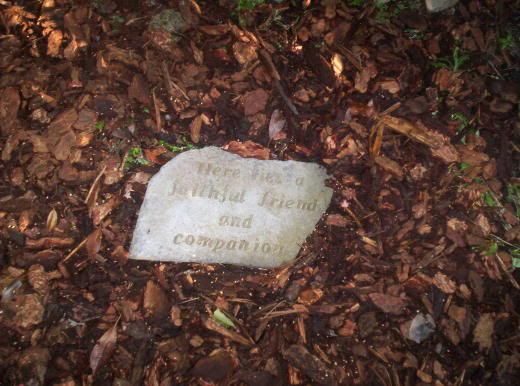 Here lies a
faithful friend
and
companion